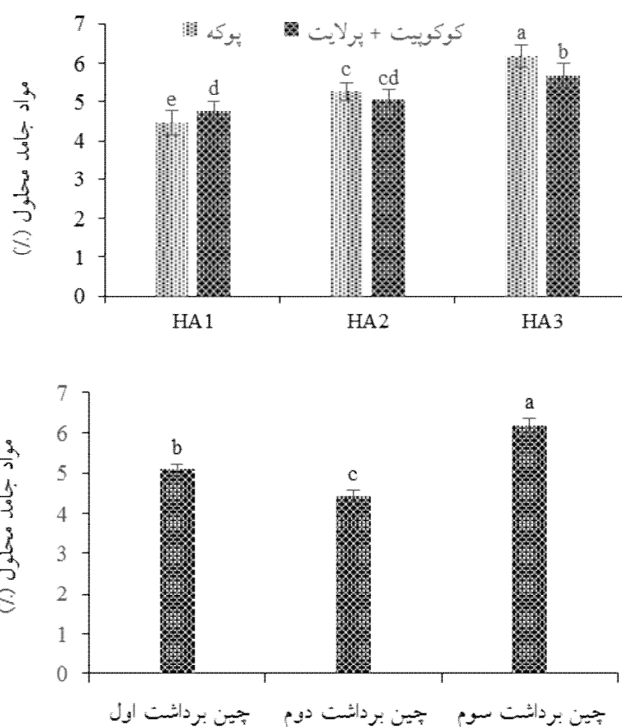 پوکه
کوکوپیت + پرلایت
مواد جامد محلول (٪)
7
6
5
4
3
2
1
0
e
d
c
cd
a
b
HA1
HA2
HA3
مواد جامد محلول (٪)
7
6
5
4
3
2
1
0
b
c
a
چین برداشت اول
چین برداشت دوم
چین برداشت سوم